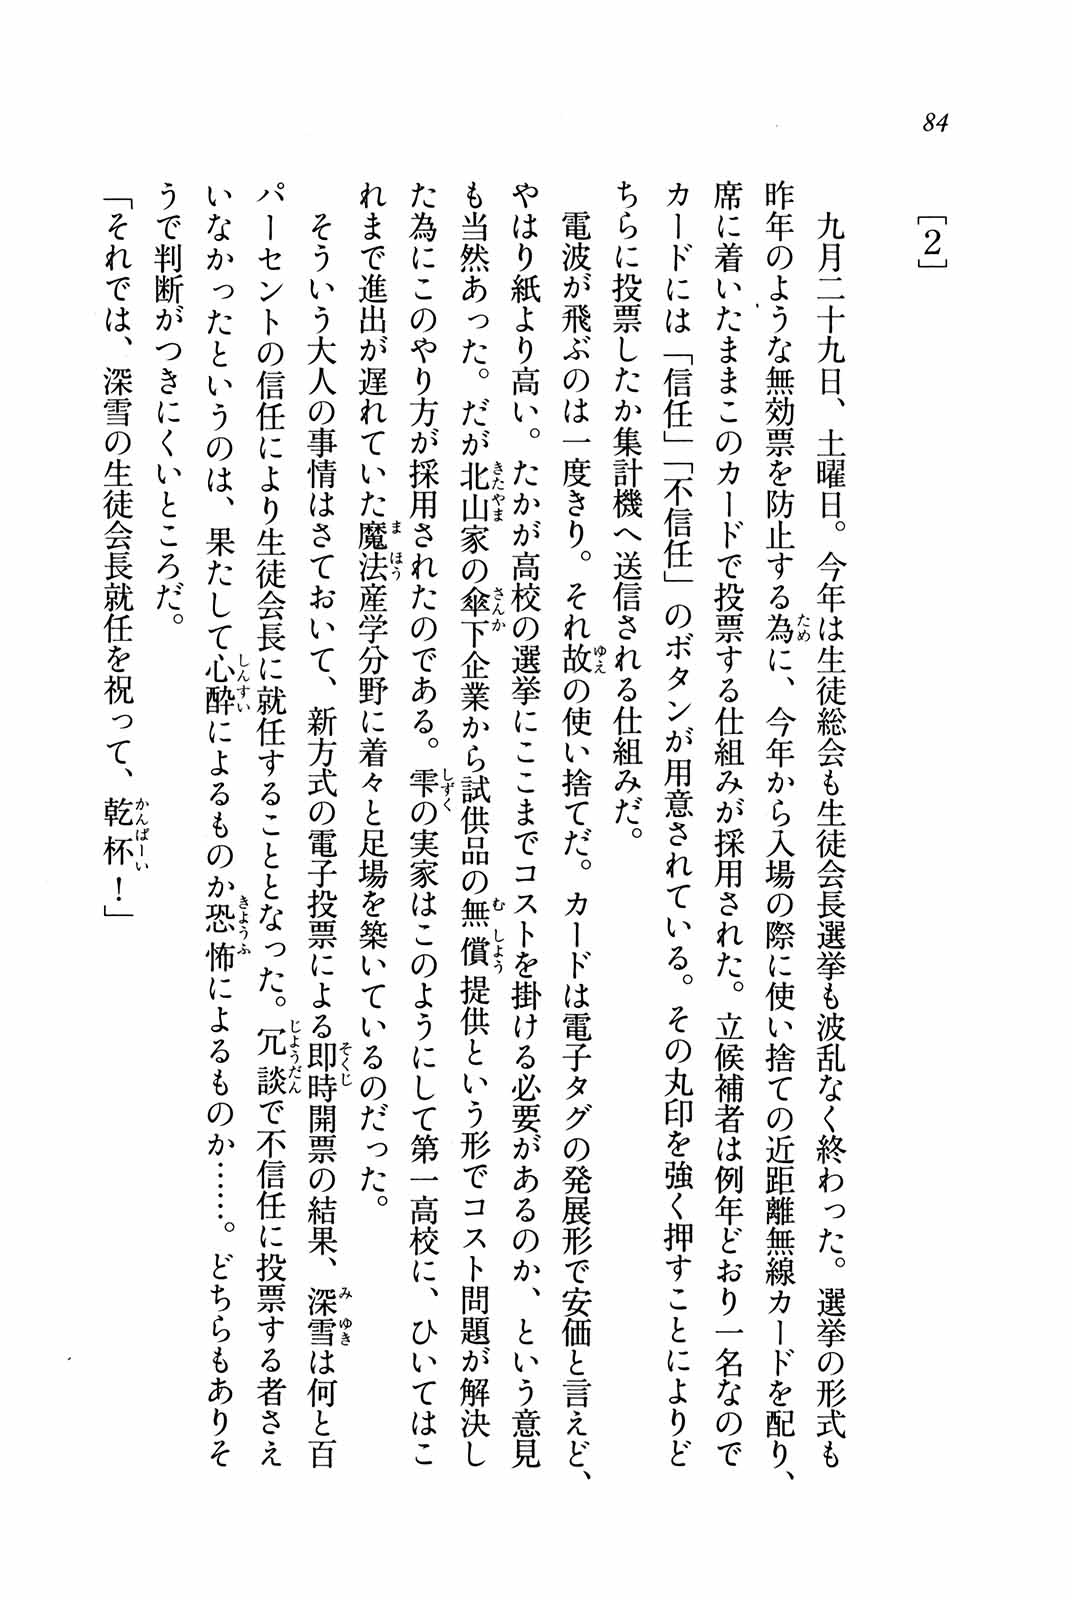 84
［2］
九月二十九日、土曜日。今年は生徒総会も生徒会長選挙も波乱なく終わった。選挙の形式も
昨年のような無効票を防止する為に、今年から入場の際に使い捨ての近距離無線カードを配り、
席に着いたままこのカードで投票する仕組みが採用された。立候補者は例年どおり一名なので
カードには「信任」「不信任」のボタンが用意されている。その丸印を強く押すことによりど
ちらに投票したか集計機へ送信される仕組みだ。
電波が飛ぶのは一度きり。それ故の使い捨てだ。カードは電子タグの発展形で安価と言えど、
やはり紙より高い。たかが高校の選挙にここまでコストを掛ける必要があるのか、という意見
も当然あった。だが北山家の傘下企業から試供品の無償提供という形でコスト問題が解決し
た為にこのやり方が採用されたのである。雫の実家はこのようにして第一高校に、ひいてはこ
れまで進出が遅れていた魔法産学分野に着々と足場を築いているのだった。
そういう大人の事情はさておいて、新方式の電子投票による即時開票の結果、深雪は何と百
パーセントの信任により生徒会長に就任することとなった。冗談で不信任に投票する者さえ
いなかったというのは、果たして心酔によるものか恐怖によるものか……。どちらもありそ
うで判断がつきにくいところだ。
「それでは、深雪の生徒会長就任を祝って、乾杯！」